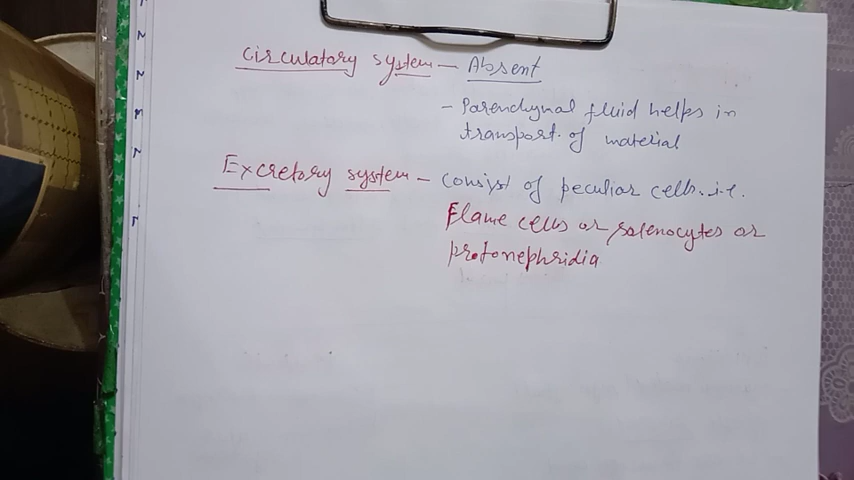 Circulatory system - Absent
- Parenchymal fluid helps in
transport of material
Excretory system - Consist of peculiar cells. i.e.
Flame cells or solenocytes or
protonephridia